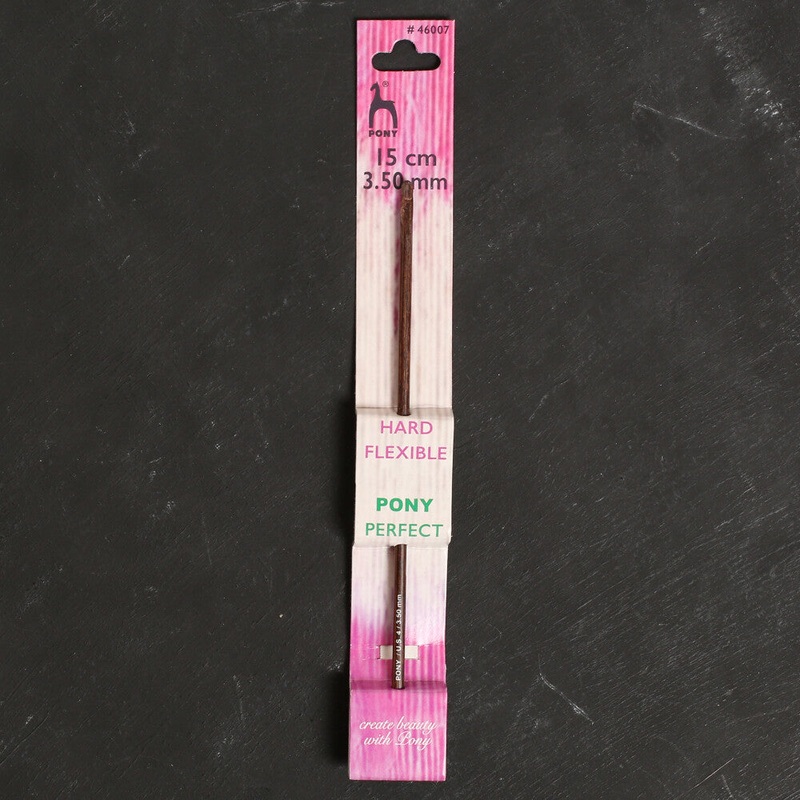 # 46007
®
PONY
15 cm
3.50 mm
HARD
FLEXIBLE
PONY
PERFECT
PONY / U.S. 4 / 3.50 mm
create beauty
with Pony